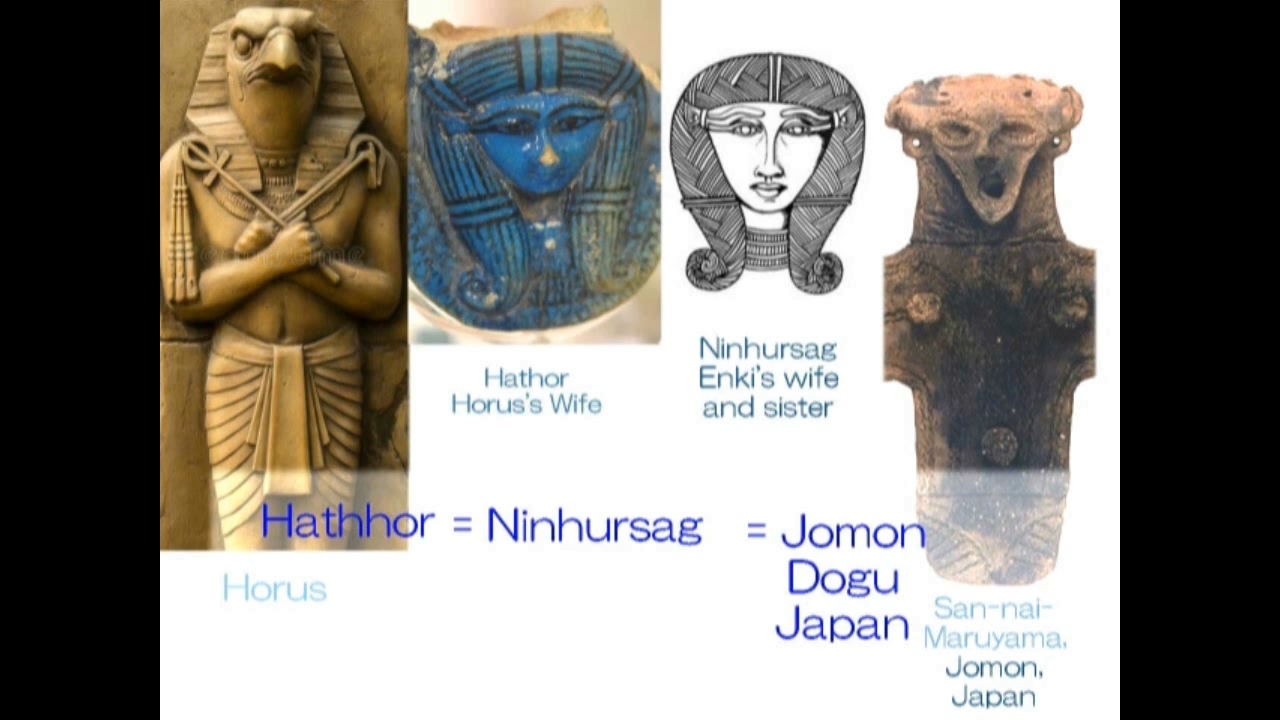 Hathor
Horus's Wife
Ninhursag
Enki's wife
and sister
Hathhor = Ninhursag = Jomon
Dogu
Japan
Horus
San-nai-
Maruyama,
Jomon,
Japan